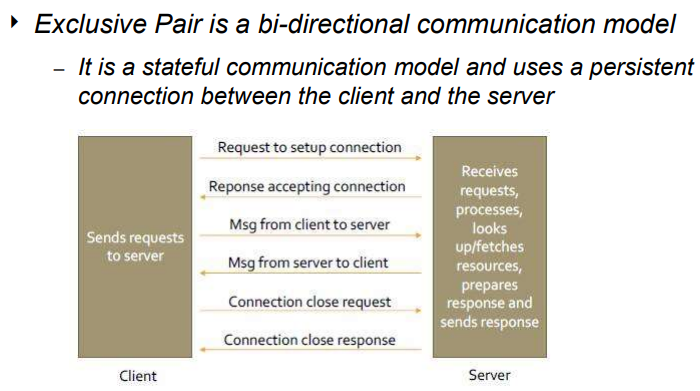 Exclusive Pair is a bi-directional communication model
– It is a stateful communication model and uses a persistent
connection between the client and the server
Request to setup connection
Reponse accepting connection
Msg from client to server
Msg from server to client
Connection close request
Connection close response
Sends requests
to server
Receives
requests,
processes,
looks
up/fetches
resources,
prepares
response and
sends response
Client
Server